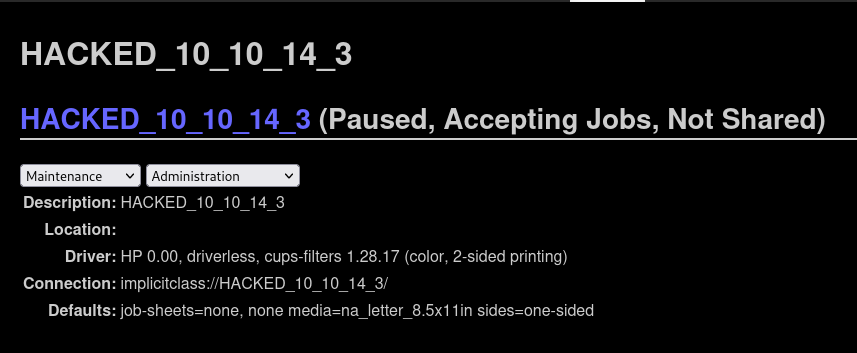 HACKED_10_10_14_3
HACKED_10_10_14_3 (Paused, Accepting Jobs, Not Shared)
Maintenance Administration
Description: HACKED_10_10_14_3
Location:
Driver: HP 0.00, driverless, cups-filters 1.28.17 (color, 2-sided printing)
Connection: implicitclass://HACKED_10_10_14_3/
Defaults: job-sheets=none, none media=na_letter_8.5x11in sides=one-sided